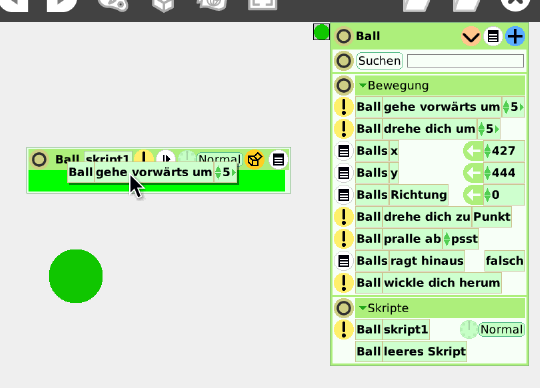 Ball
Suchen
Bewegung
Ball gehe vorwärts um 5
Ball drehe dich um 5
Balls x 427
Balls y 444
Balls Richtung 0
Ball drehe dich zu Punkt
Ball pralle ab psst
Balls ragt hinaus falsch
Ball wickle dich herum
Skripte
Ball skript1 Normal
Ball leeres Skript
Ball skript1 Normal
Ball gehe vorwärts um 5